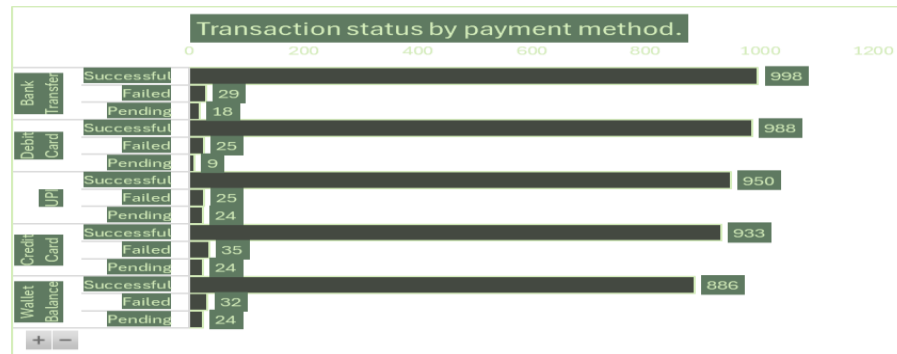 Transaction status by payment method.
0 200 400 600 800 1000 1200
Bank Transfer
Successful 998
Failed 29
Pending 18
Debit Card
Successful 988
Failed 25
Pending 9
UPI
Successful 950
Failed 25
Pending 24
Credit Card
Successful 933
Failed 35
Pending 24
Wallet Balance
Successful 886
Failed 32
Pending 24
+ −